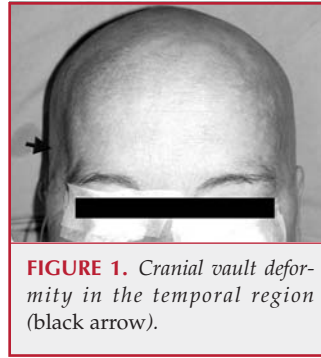 FIGURE 1. Cranial vault defor-
mity in the temporal region
(black arrow).